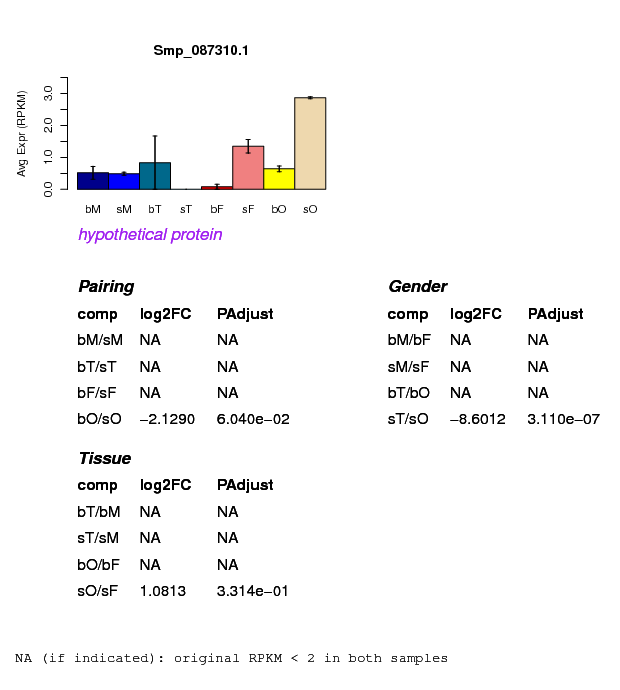 Smp_087310.1
Avg Expr (RPKM)
3.0
2.0
1.0
0.0
bM sM bT sT bF sF bO sO
hypothetical protein
Pairing
comp log2FC PAdjust
bM/sM NA NA
bT/sT NA NA
bF/sF NA NA
bO/sO −2.1290 6.040e−02
Gender
comp log2FC PAdjust
bM/bF NA NA
sM/sF NA NA
bT/bO NA NA
sT/sO −8.6012 3.110e−07
Tissue
comp log2FC PAdjust
bT/bM NA NA
sT/sM NA NA
bO/bF NA NA
sO/sF 1.0813 3.314e−01
NA (if indicated): original RPKM < 2 in both samples